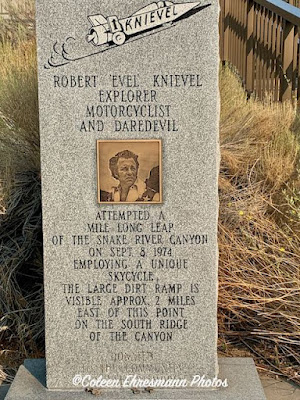 KNIEVEL
ROBERT "EVEL" KNIEVEL
EXPLORER
MOTORCYCLIST
AND DAREDEVIL
ATTEMPTED A
MILE LONG LEAP
OF THE SNAKE RIVER CANYON
ON SEPT. 8, 1974
EMPLOYING A UNIQUE
SKYCYCLE.
THE LARGE DIRT RAMP IS
VISIBLE APPROX. 2 MILES
EAST OF THIS POINT
ON THE SOUTH RIDGE
OF THE CANYON
©Coleen Ehresmann Photos